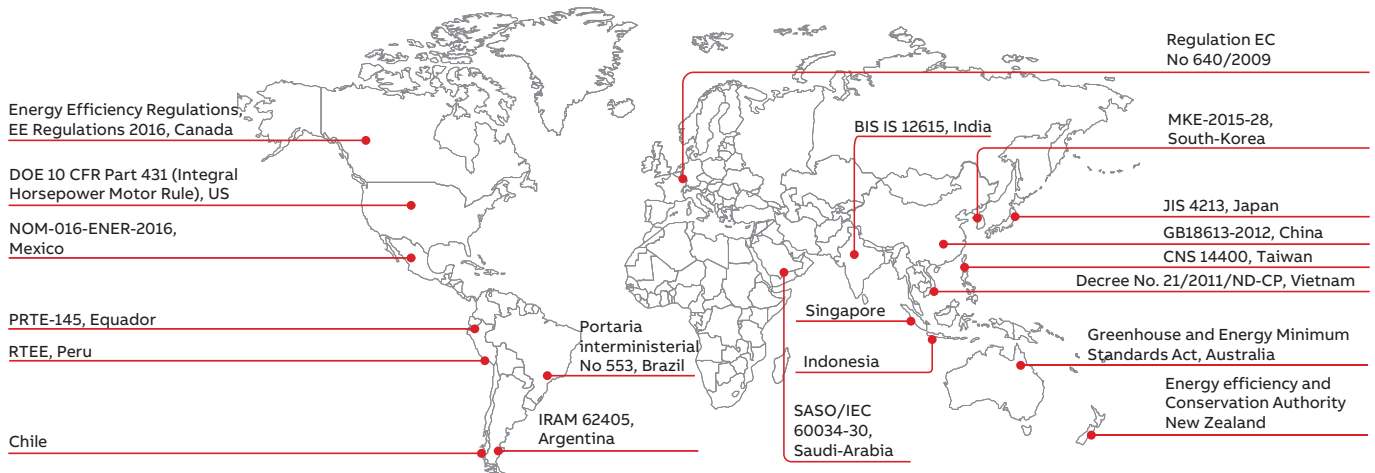 Energy Efficiency Regulations,
EE Regulations 2016, Canada
DOE 10 CFR Part 431 (Integral
Horsepower Motor Rule), US
NOM-016-ENER-2016,
Mexico
PRTE-145, Equador
RTEE, Peru
Chile
Portaria
interministerial
No 553, Brazil
IRAM 62405,
Argentina
Regulation EC
No 640/2009
BIS IS 12615, India
MKE-2015-28,
South-Korea
JIS 4213, Japan
GB18613-2012, China
CNS 14400, Taiwan
Decree No. 21/2011/ND-CP, Vietnam
Singapore
Indonesia
SASO/IEC
60034-30,
Saudi-Arabia
Greenhouse and Energy Minimum
Standards Act, Australia
Energy efficiency and
Conservation Authority
New Zealand